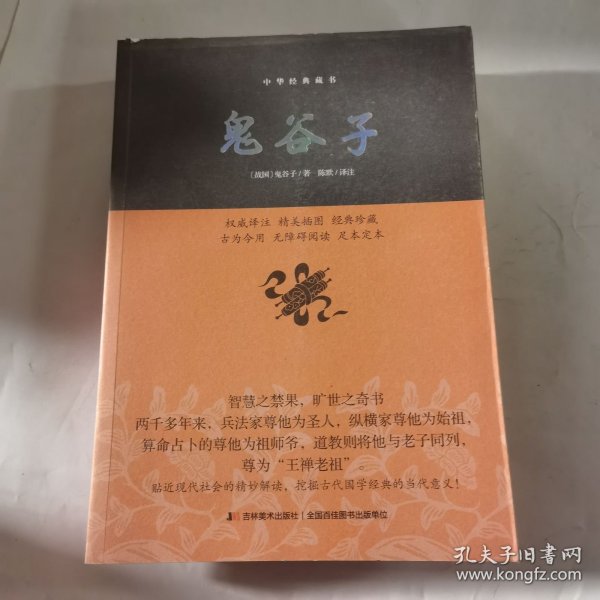 中华经典藏书
鬼谷子
〔战国〕鬼谷子/著 陈默/译注
权威译注 精美插图 经典珍藏
古为今用 无障碍阅读 足本定本
智慧之禁果，旷世之奇书
两千多年来，兵法家尊他为圣人，纵横家尊他为始祖，
算命占卜的尊他为祖师爷，道教则将他与老子同列，
尊为“王禅老祖”。
贴近现代社会的精妙解读，挖掘古代国学经典的当代意义！
吉林美术出版社｜全国百佳图书出版单位
孔夫子旧书网
www.kongfz.com